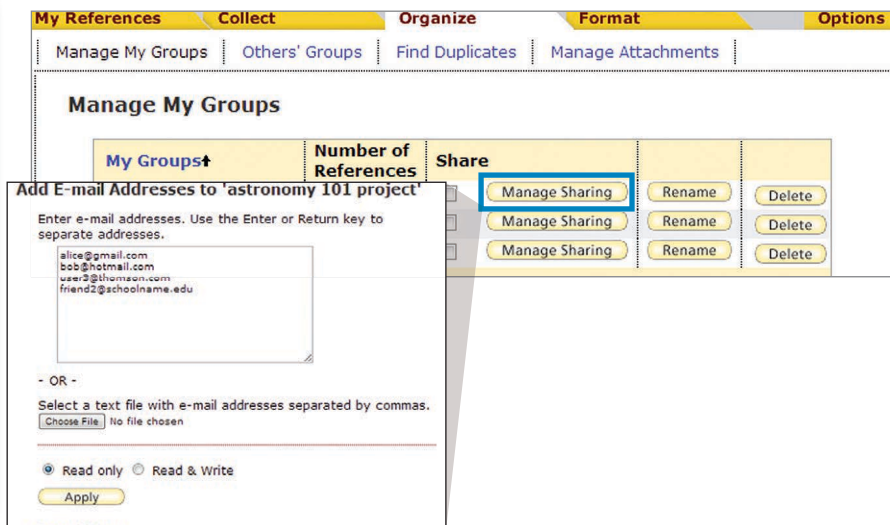 My References Collect Organize Format Options
Manage My Groups Others' Groups Find Duplicates Manage Attachments
Manage My Groups
My Groups Number of References Share
Manage Sharing Rename Delete
Manage Sharing Rename Delete
Manage Sharing Rename Delete
Add E-mail Addresses to 'astronomy 101 project'
Enter e-mail addresses. Use the Enter or Return key to
separate addresses.
alice@gmail.com
bob@hotmail.com
user3@thomson.com
friend2@schoolname.edu
- OR -
Select a text file with e-mail addresses separated by commas.
Choose File No file chosen
Read only Read & Write
Apply